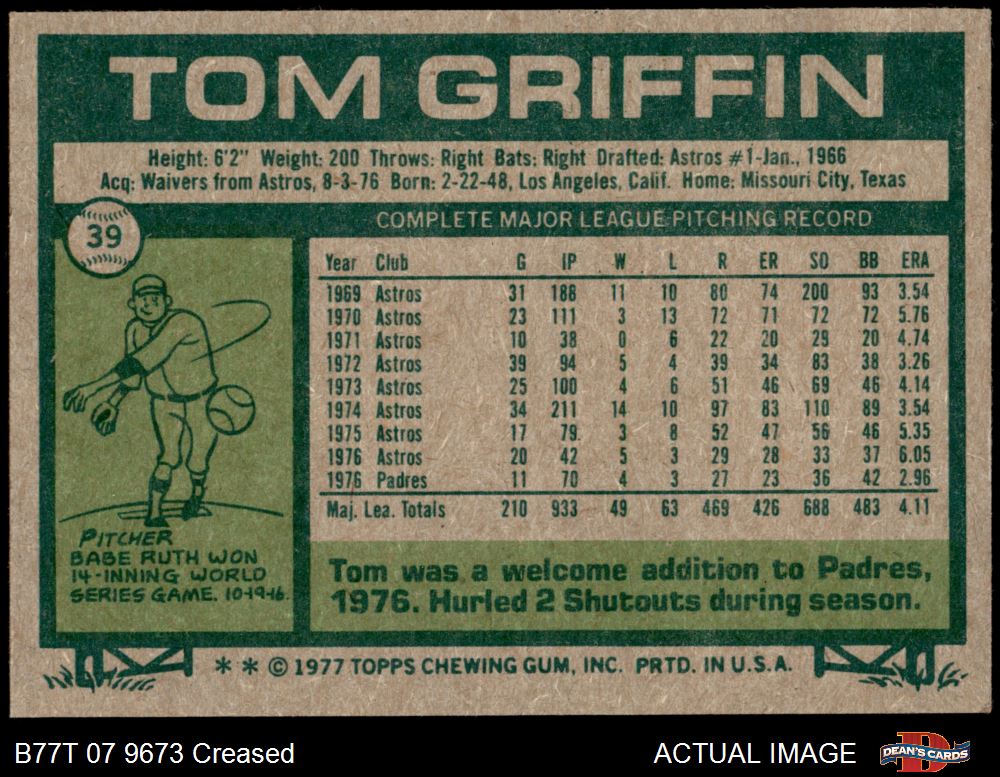 TOM GRIFFIN
Height: 6'2" Weight: 200 Throws: Right Bats: Right Drafted: Astros #1-Jan., 1966
Acq: Waivers from Astros, 8-3-76 Born: 2-22-48, Los Angeles, Calif. Home: Missouri City, Texas
39
COMPLETE MAJOR LEAGUE PITCHING RECORD
Year Club G IP W L R ER SO BB ERA
1969 Astros 31 188 11 10 80 74 200 93 3.54
1970 Astros 23 111 3 13 72 71 72 72 5.76
1971 Astros 10 38 0 6 22 20 29 20 4.74
1972 Astros 39 94 5 4 39 34 83 38 3.26
1973 Astros 25 100 4 6 51 46 69 46 4.14
1974 Astros 34 211 14 10 97 83 110 89 3.54
1975 Astros 17 79 3 8 52 47 56 46 5.35
1976 Astros 20 42 5 3 29 28 33 37 6.05
1976 Padres 11 70 4 3 27 23 36 42 2.96
Maj. Lea. Totals 210 933 49 63 469 426 688 483 4.11
PITCHER
BABE RUTH WON
14-INNING WORLD
SERIES GAME. 10-19-16.
Tom was a welcome addition to Padres,
1976. Hurled 2 Shutouts during season.
* * © 1977 TOPPS CHEWING GUM, INC. PRTD. IN U.S.A.
B77T 07 9673 Creased
ACTUAL IMAGE
DEAN'S CARDS